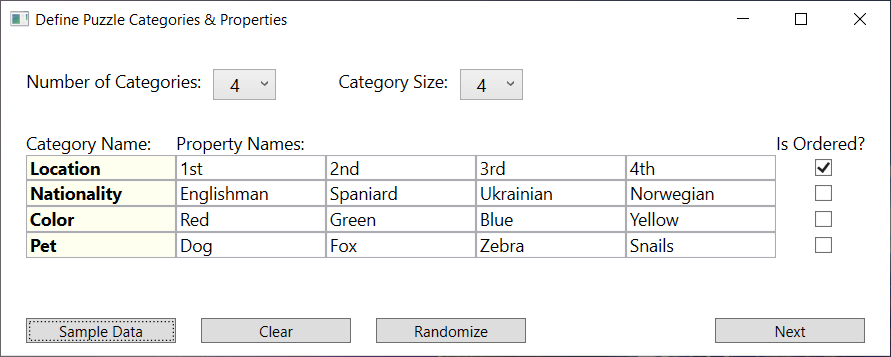 Define Puzzle Categories & Properties
Number of Categories: 4 Category Size: 4
Category Name: Property Names: Is Ordered?
Location 1st 2nd 3rd 4th
Nationality Englishman Spaniard Ukrainian Norwegian
Color Red Green Blue Yellow
Pet Dog Fox Zebra Snails
Sample Data Clear Randomize Next